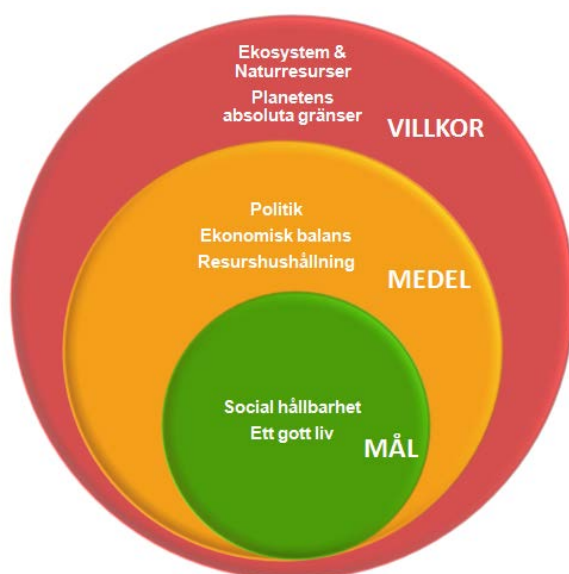 Ekosystem &
Naturresurser
Planetens
absoluta gränser
VILLKOR
Politik
Ekonomisk balans
Resurshushållning
MEDEL
Social hållbarhet
Ett gott liv
MÅL